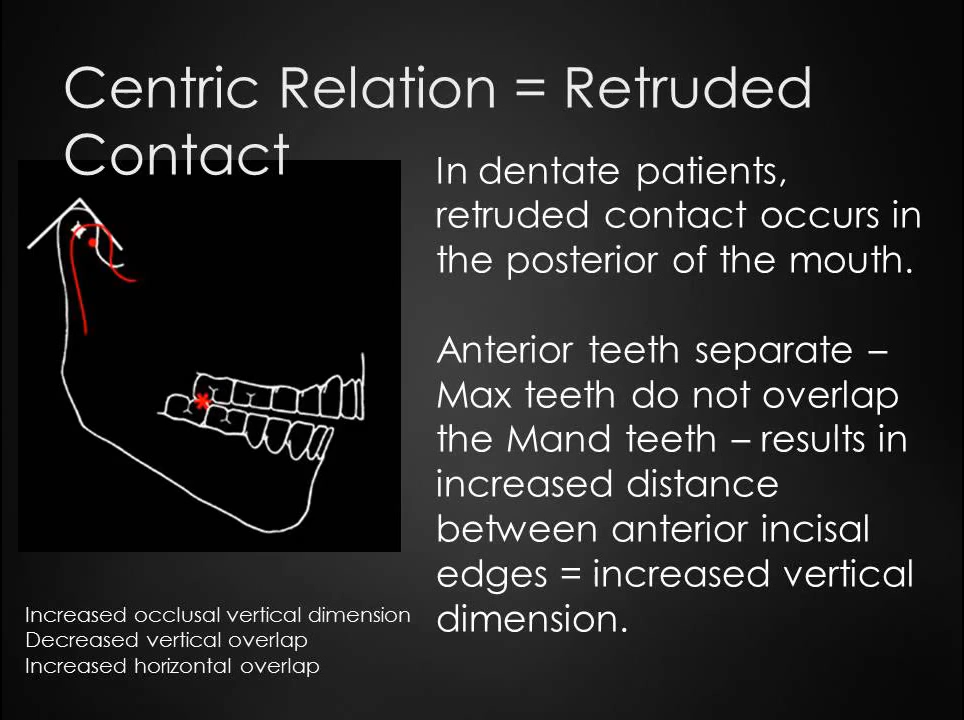 Centric Relation = Retruded
Contact
In dentate patients,
retruded contact occurs in
the posterior of the mouth.
Anterior teeth separate –
Max teeth do not overlap
the Mand teeth – results in
increased distance
between anterior incisal
edges = increased vertical
dimension.
Increased occlusal vertical dimension
Decreased vertical overlap
Increased horizontal overlap